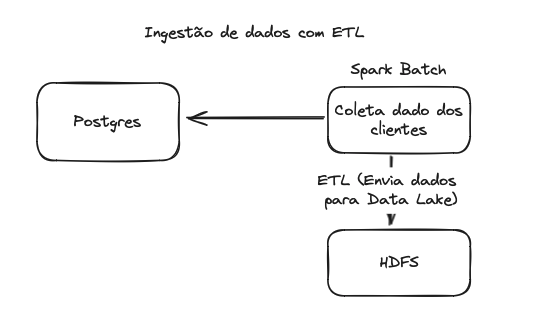 Ingestão de dados com ETL
Spark Batch
Postgres
Coleta dado dos
clientes
ETL (Envia dados
para Data Lake)
HDFS